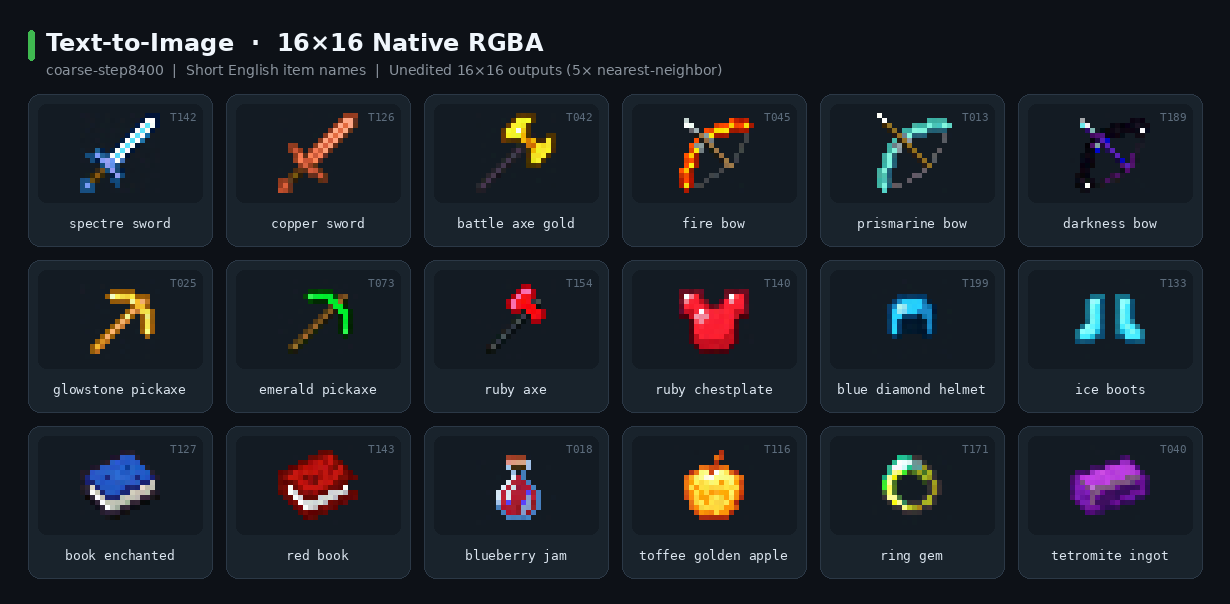 Text-to-Image · 16×16 Native RGBA
coarse-step8400 | Short English item names | Unedited 16×16 outputs (5× nearest-neighbor)
T142 T126 T042 T045 T013 T189
spectre sword copper sword battle axe gold fire bow prismarine bow darkness bow
T025 T073 T154 T140 T199 T133
glowstone pickaxe emerald pickaxe ruby axe ruby chestplate blue diamond helmet ice boots
T127 T143 T018 T116 T171 T040
book enchanted red book blueberry jam toffee golden apple ring gem tetromite ingot